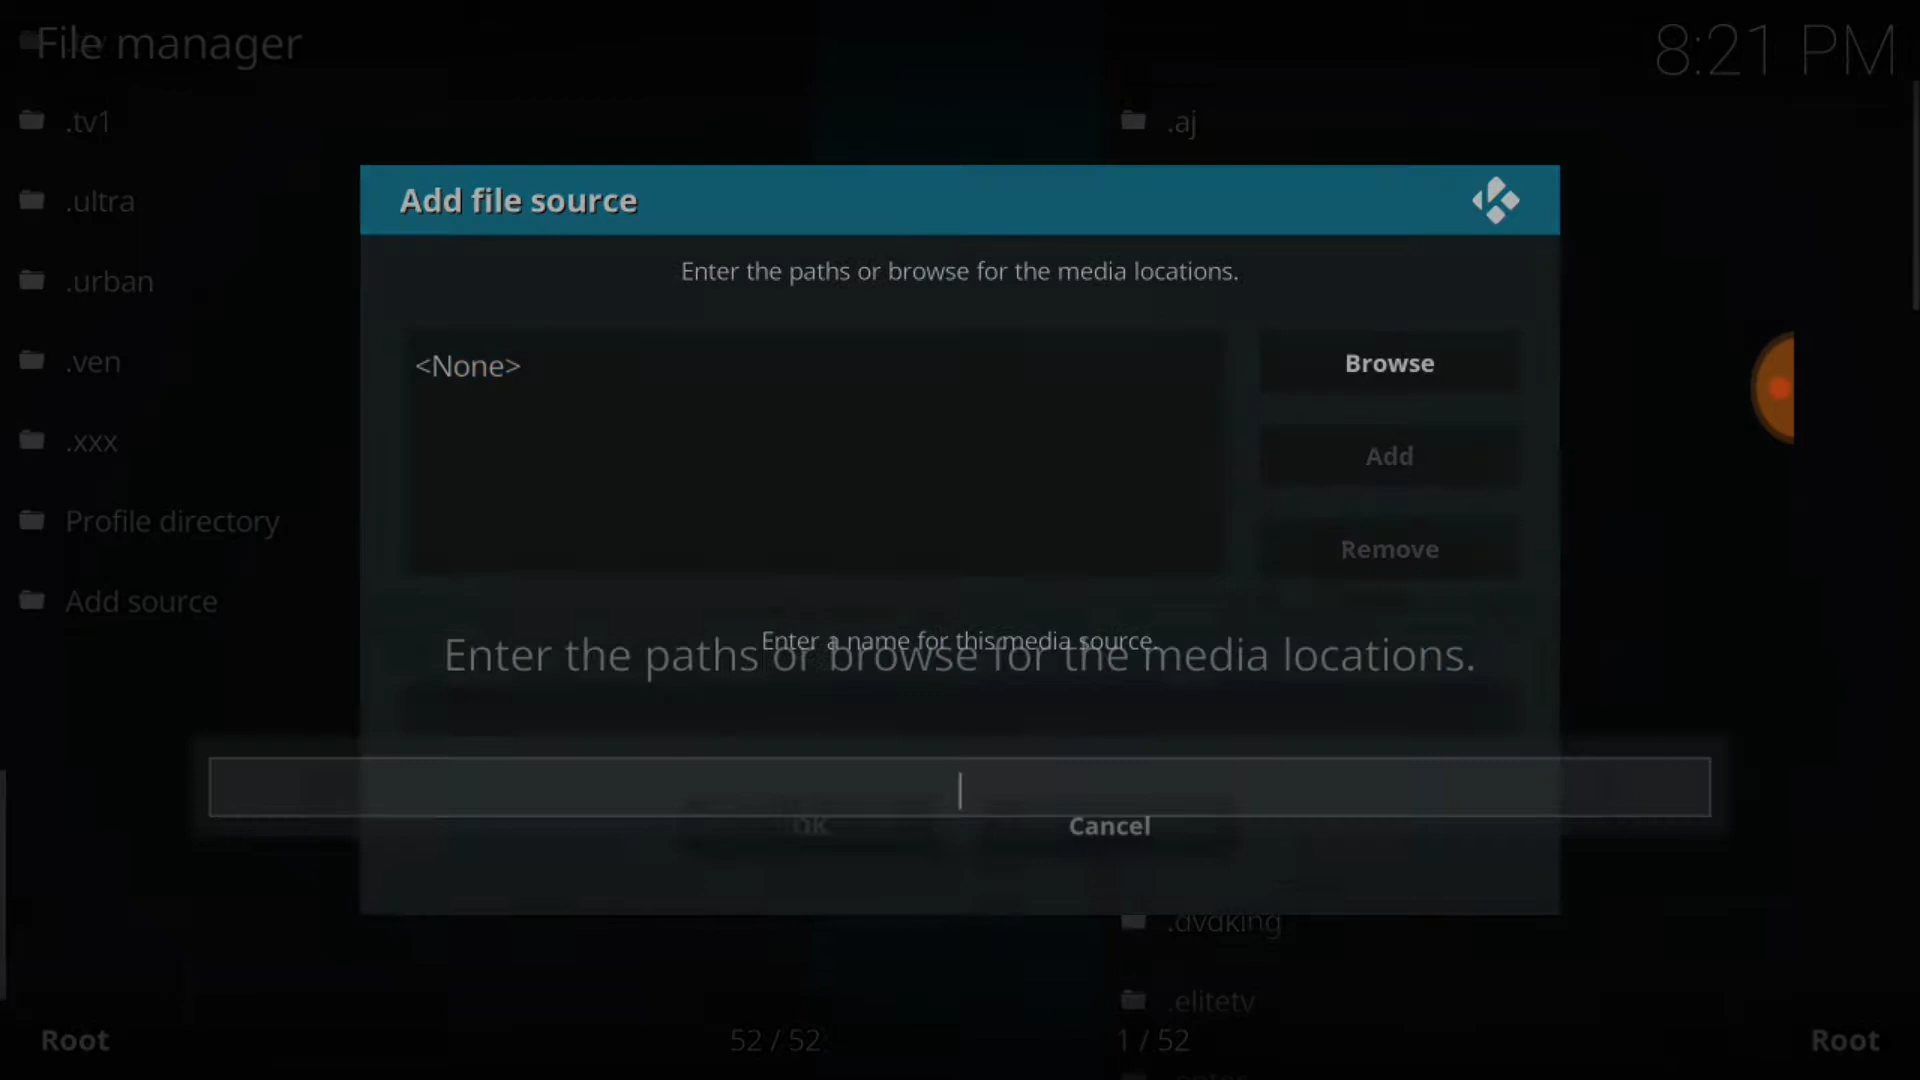 File manager
8:21 PM
.tv1
.ultra
.urban
.ven
.xxx
Profile directory
Add source
.aj
Add file source
Enter the paths or browse for the media locations.
<None>
Browse
Add
Remove
Enter a name for this media source.
Enter the paths or browse for the media locations.
OK
Cancel
.dvdking
.elitetv
Root
52 / 52
1 / 52
Root